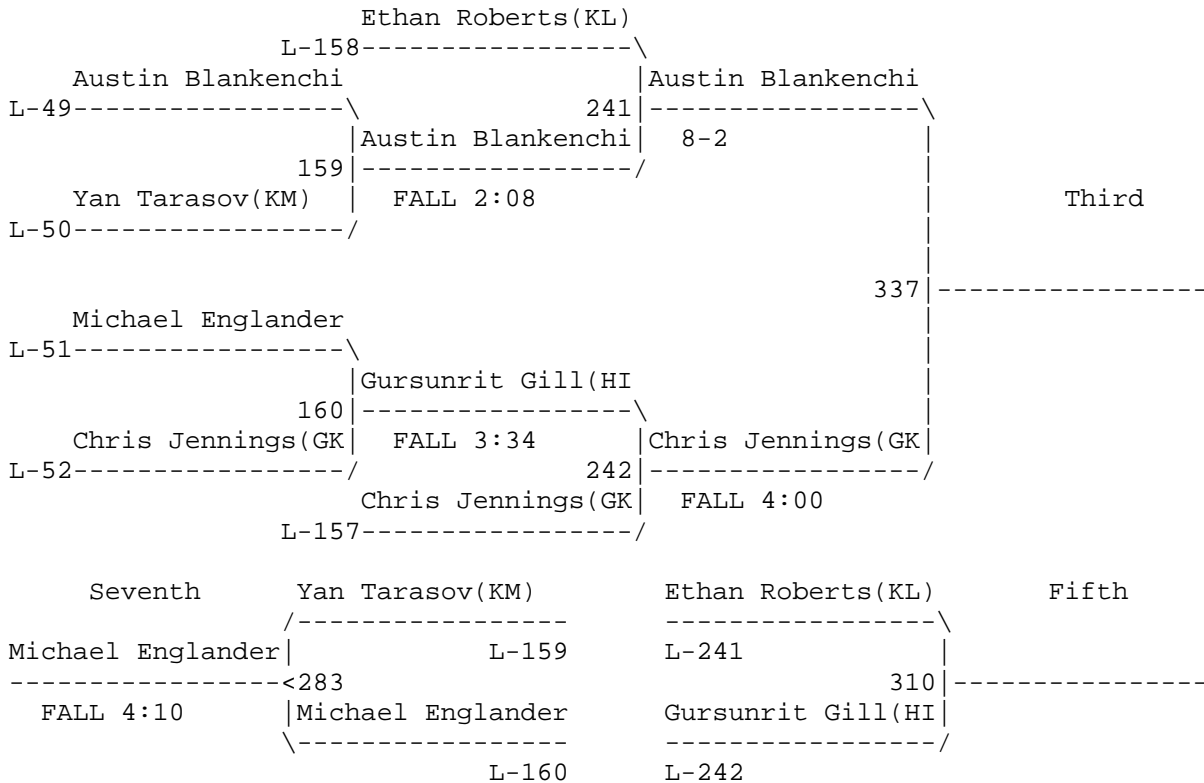 Ethan Roberts(KL)
L-158-----------------\
Austin Blankenchi |Austin Blankenchi
L-49-----------------\ 241|-----------------\
|Austin Blankenchi| 8-2 |
159|-----------------/ |
Yan Tarasov(KM) | FALL 2:08 | Third
L-50-----------------/ |
|
337|-----------------
Michael Englander |
L-51-----------------\ |
|Gursunrit Gill(HI |
160|-----------------\ |
Chris Jennings(GK| FALL 3:34 |Chris Jennings(GK|
L-52-----------------/ 242|-----------------/
Chris Jennings(GK| FALL 4:00
L-157-----------------/
Seventh Yan Tarasov(KM) Ethan Roberts(KL) Fifth
/----------------- -----------------\
Michael Englander| L-159 L-241 |
-----------------<283 310|----------------
FALL 4:10 |Michael Englander Gursunrit Gill(HI|
\----------------- -----------------/
L-160 L-242